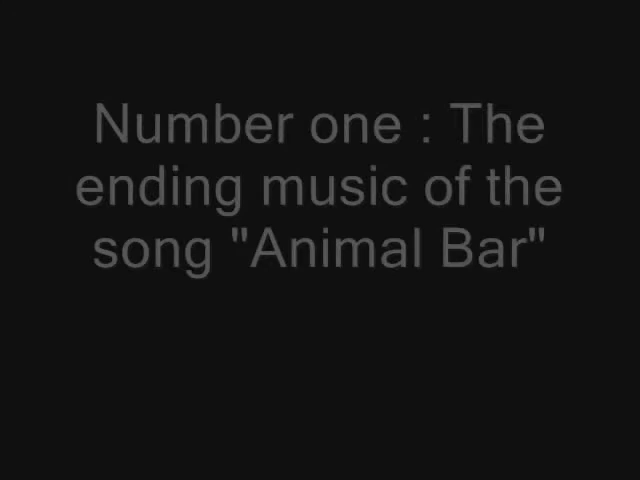 Number one : The
ending music of the
song "Animal Bar"